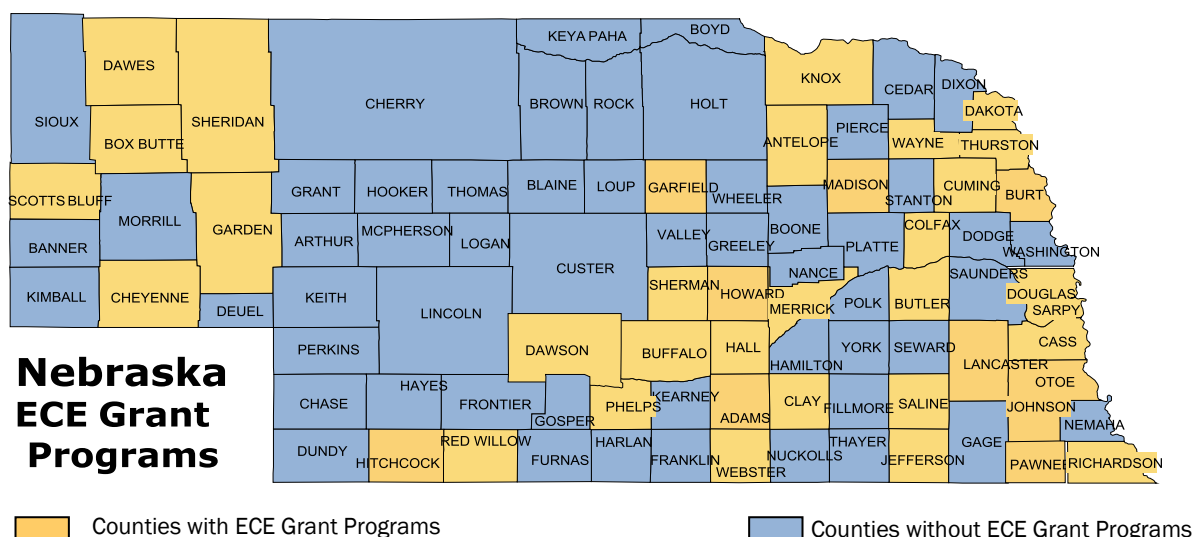 BOYD
KEYA PAHA
DAWES
KNOX
CEDAR
DIXON
CHERRY
BROWN
ROCK
HOLT
DAKOTA
SIOUX
SHERIDAN
PIERCE
BOX BUTTE
ANTELOPE
WAYNE
THURSTON
GRANT
HOOKER
THOMAS
BLAINE
LOUP
GARFIELD
WHEELER
MADISON
STANTON
CUMING
BURT
SCOTTS BLUFF
MORRILL
GARDEN
ARTHUR
MCPHERSON
LOGAN
VALLEY
GREELEY
BOONE
PLATTE
COLFAX
DODGE
WASHINGTON
BANNER
CUSTER
NANCE
SAUNDERS
KIMBALL
CHEYENNE
DEUEL
KEITH
LINCOLN
SHERMAN
HOWARD
MERRICK
POLK
BUTLER
DOUGLAS
SARPY
PERKINS
DAWSON
BUFFALO
HALL
HAMILTON
YORK
SEWARD
LANCASTER
CASS
OTOE
Nebraska
ECE Grant
Programs
CHASE
HAYES
FRONTIER
GOSPER
PHELPS
KEARNEY
ADAMS
CLAY
FILLMORE
SALINE
JOHNSON
NEMAHA
DUNDY
HITCHCOCK
RED WILLOW
FURNAS
HARLAN
FRANKLIN
WEBSTER
NUCKOLLS
THAYER
JEFFERSON
GAGE
PAWNEE
RICHARDSON
Counties with ECE Grant Programs
Counties without ECE Grant Programs